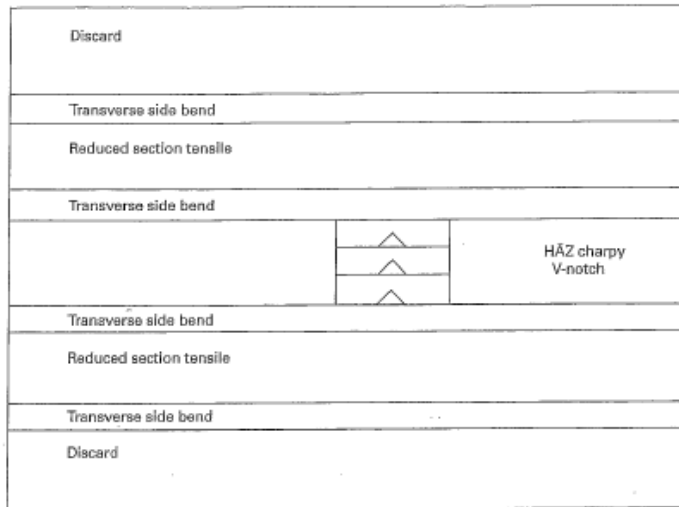 Discard
Transverse side bend
Reduced section tensile
Transverse side bend
HAZ charpy
V-notch
Transverse side bend
Reduced section tensile
Transverse side bend
Discard